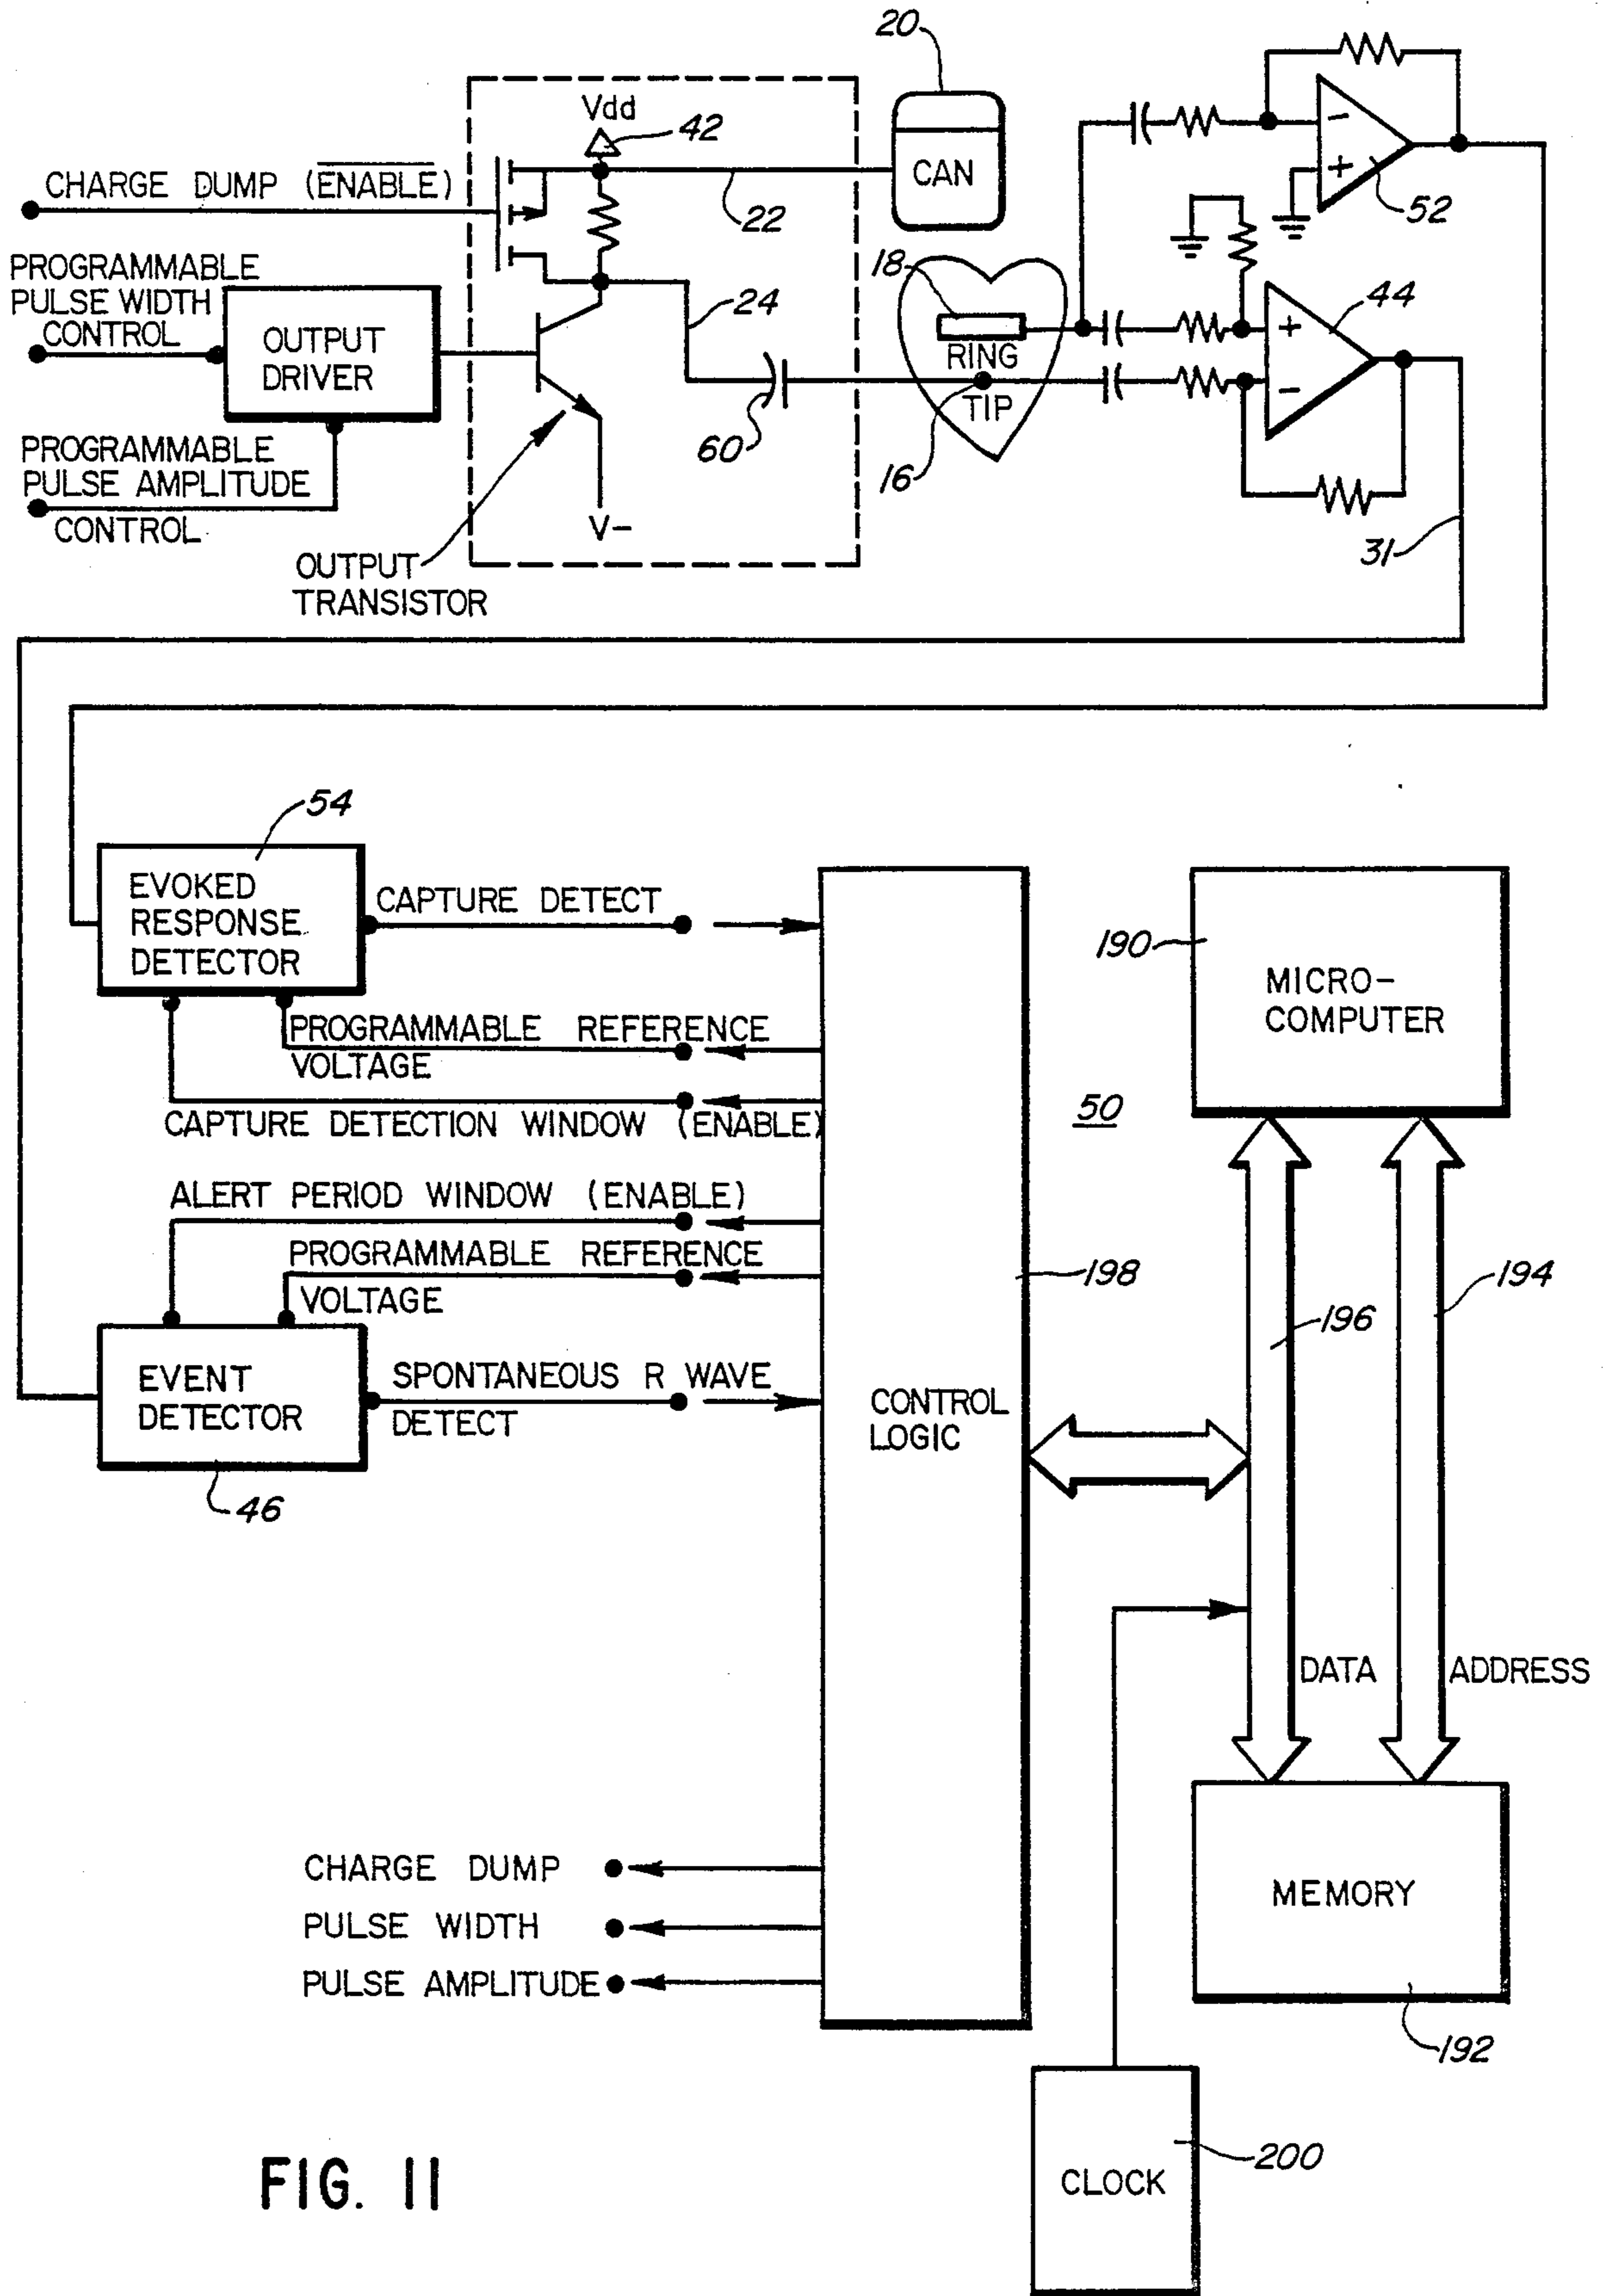 20
Vdd
42
CHARGE DUMP (ENABLE)
CAN
22
52
PROGRAMMABLE
PULSE WIDTH
CONTROL
18
24
44
OUTPUT
DRIVER
RING
TIP
PROGRAMMABLE
PULSE AMPLITUDE
CONTROL
60
16
V-
OUTPUT
TRANSISTOR
31
54
EVOKED
RESPONSE
DETECTOR
CAPTURE DETECT
190
MICRO-
COMPUTER
PROGRAMMABLE REFERENCE
VOLTAGE
CAPTURE DETECTION WINDOW (ENABLE)
50
ALERT PERIOD WINDOW (ENABLE)
PROGRAMMABLE REFERENCE
VOLTAGE
198
194
196
EVENT
DETECTOR
SPONTANEOUS R WAVE
DETECT
CONTROL
LOGIC
46
DATA
ADDRESS
CHARGE DUMP
PULSE WIDTH
PULSE AMPLITUDE
MEMORY
192
CLOCK
200
FIG. 11